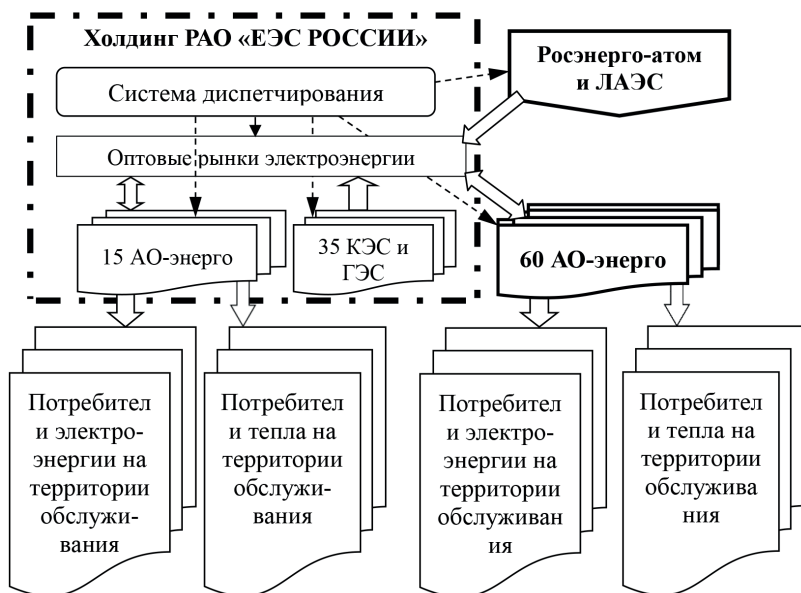 Холдинг РАО «ЕЭС РОССИИ»
Росэнерго-атом
и ЛАЭС
Система диспетчирования
Оптовые рынки электроэнергии
15 АО-энерго
35 КЭС и
ГЭС
60 АО-энерго
Потребител
и электро-
энергии на
территории
обслужи-
вания
Потребител
и тепла на
территории
обслужи-
вания
Потребител
и электро-
энергии на
территории
обслуживан
ия
Потребител
и тепла на
территории
обслужива
ния